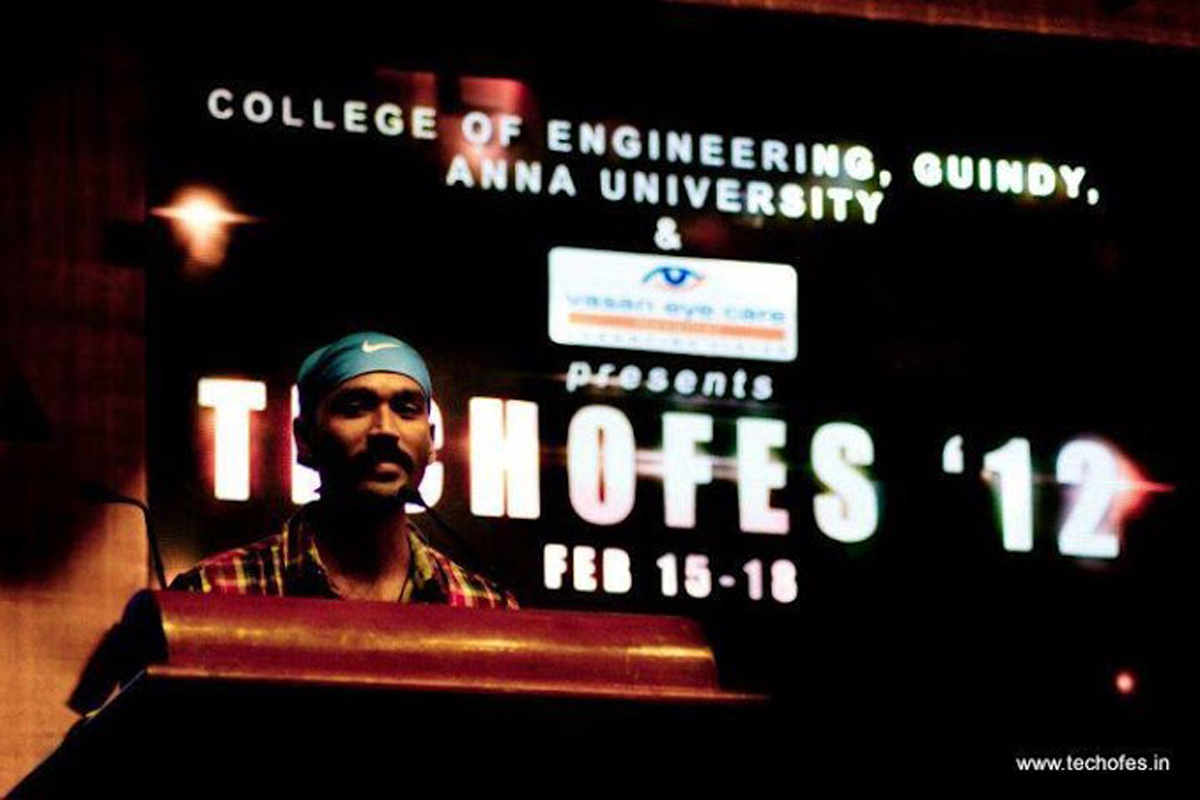 COLLEGE OF ENGINEERING, GUINDY,
ANNA UNIVERSITY
&
vasan eye care
presents
TECHOFES '12
FEB 15-18
www.techofes.in